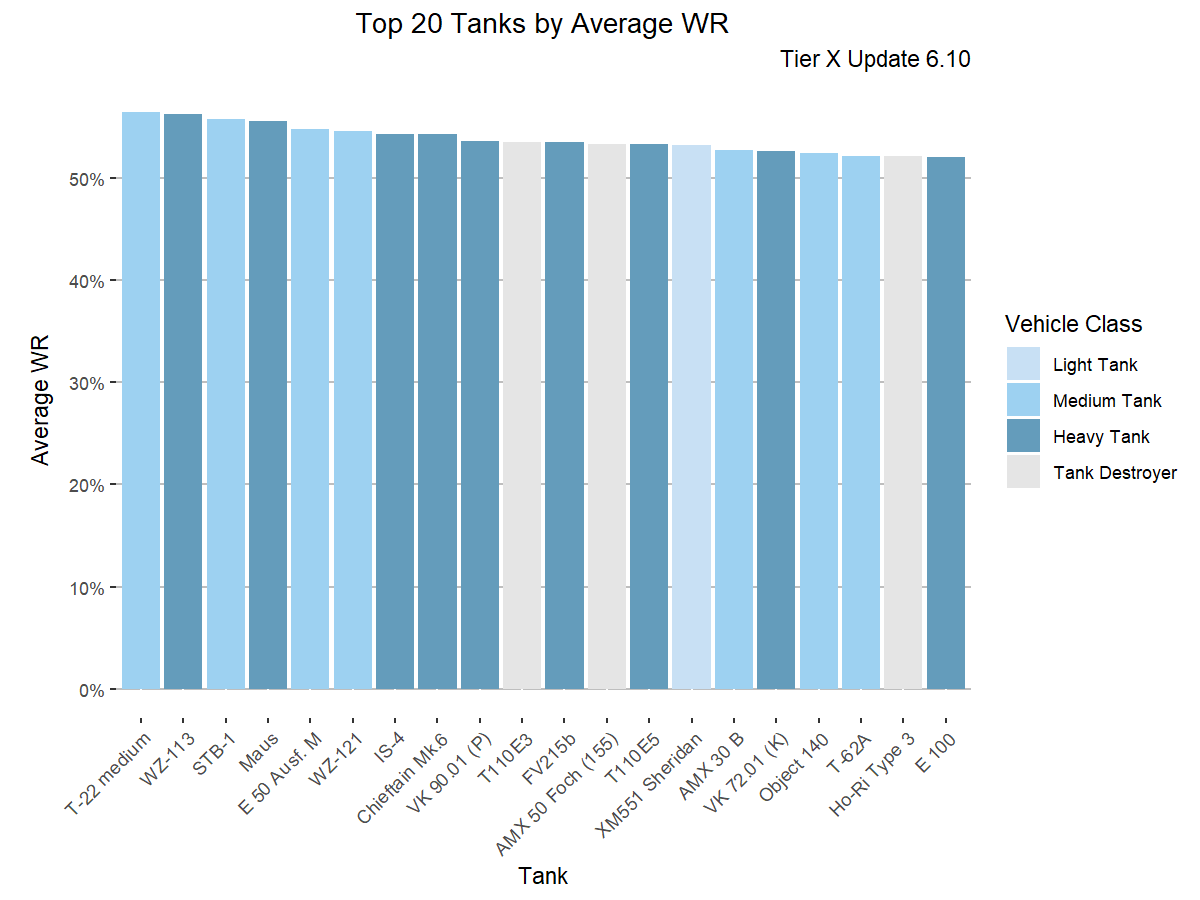 Top 20 Tanks by Average WR
Tier X Update 6.10
Average WR
50%
40%
30%
20%
10%
0%
T-22 medium
WZ-113
STB-1
Maus
E 50 Ausf. M
WZ-121
IS-4
Chieftain Mk.6
VK 90.01 (P)
T110E3
FV215b
AMX 50 Foch (155)
T110E5
XM551 Sheridan
AMX 30 B
VK 72.01 (K)
Object 140
T-62A
Ho-Ri Type 3
E 100
Tank
Vehicle Class
Light Tank
Medium Tank
Heavy Tank
Tank Destroyer